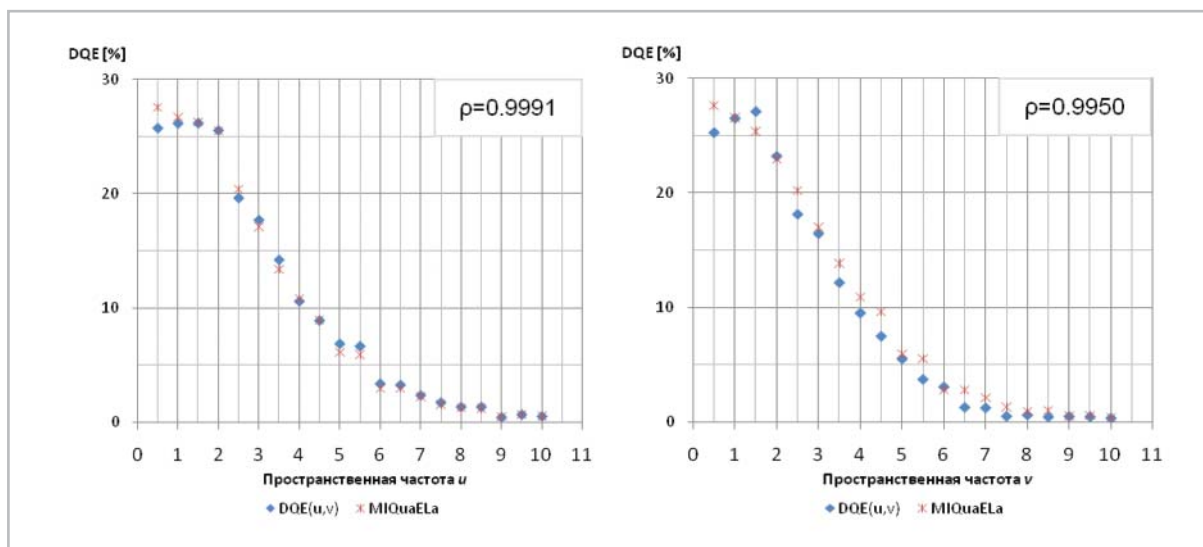 DQE [%]
30
20
10
0
0 1 2 3 4 5 6 7 8 9 10 11
ρ=0.9991
Пространственная частота u
DQE(u,v) MIQuaELa
DQE [%]
30
20
10
0
0 1 2 3 4 5 6 7 8 9 10 11
ρ=0.9950
Пространственная частота v
DQE(u,v) MIQuaELa